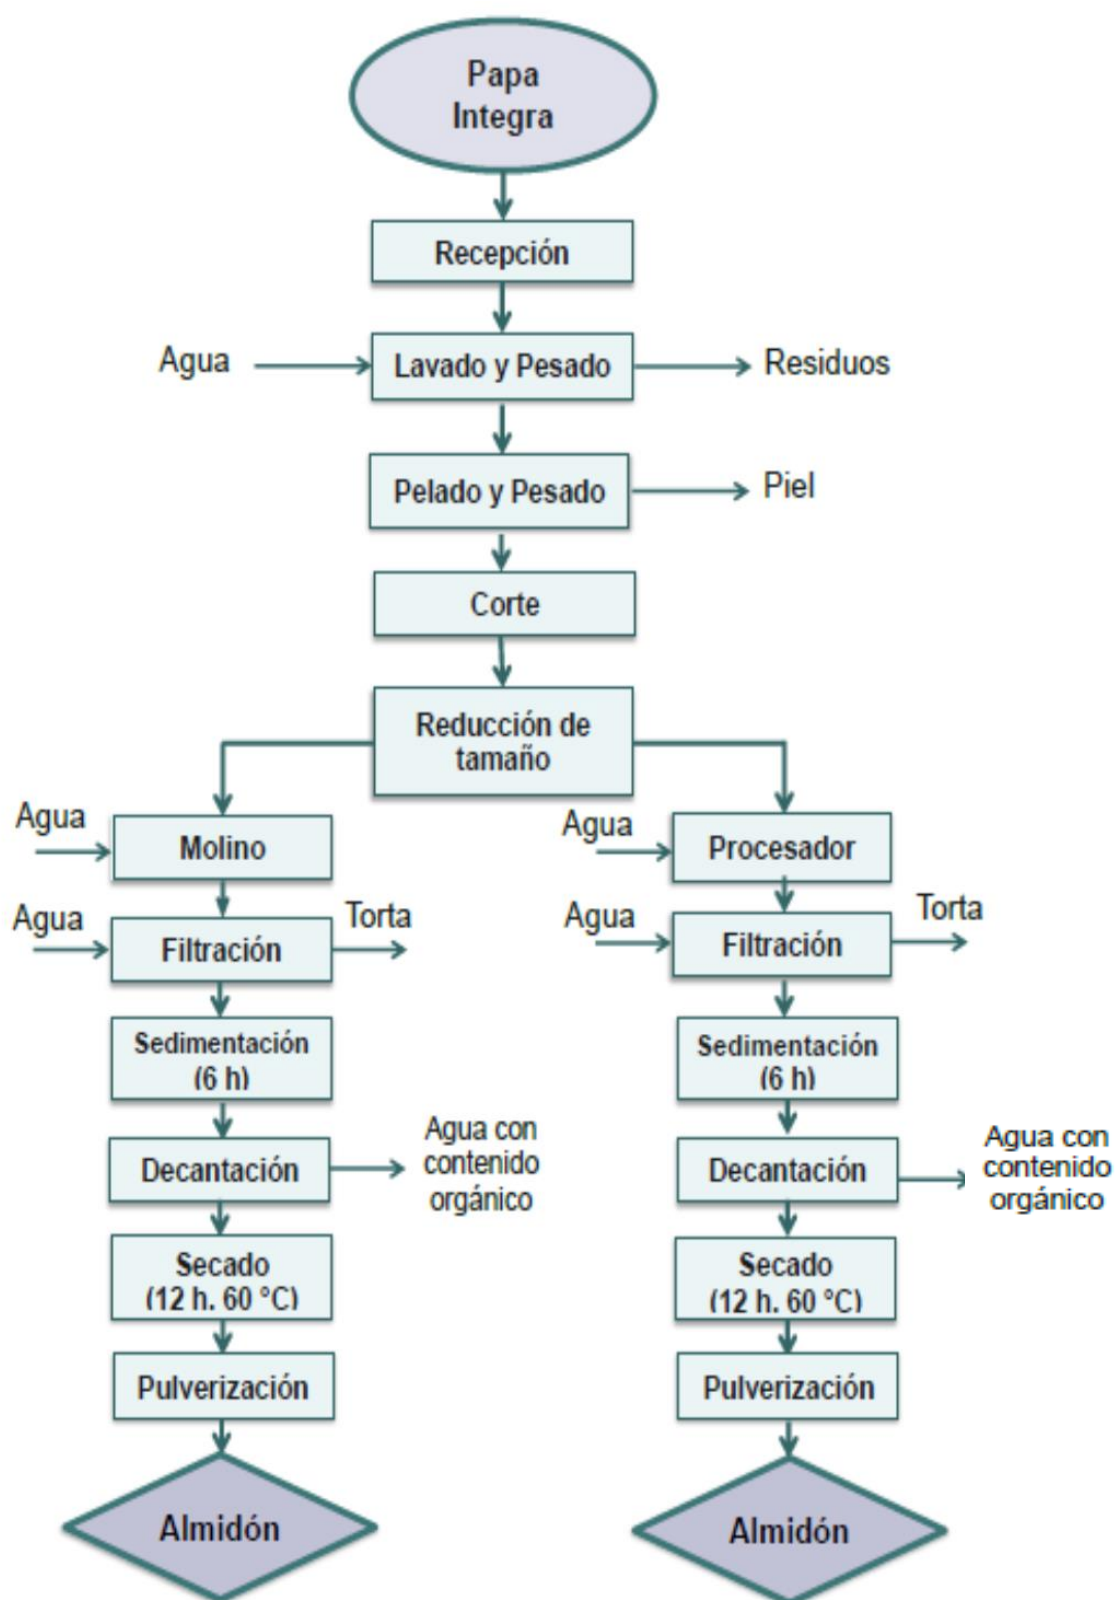 Papa
Integra
Recepción
Agua
Lavado y Pesado
Residuos
Pelado y Pesado
Piel
Corte
Reducción de
tamaño
Agua
Molino
Agua
Filtración
Torta
Sedimentación
(6 h)
Decantación
Agua con
contenido
orgánico
Secado
(12 h. 60 °C)
Pulverización
Almidón
Agua
Procesador
Agua
Filtración
Torta
Sedimentación
(6 h)
Decantación
Agua con
contenido
orgánico
Secado
(12 h. 60 °C)
Pulverización
Almidón